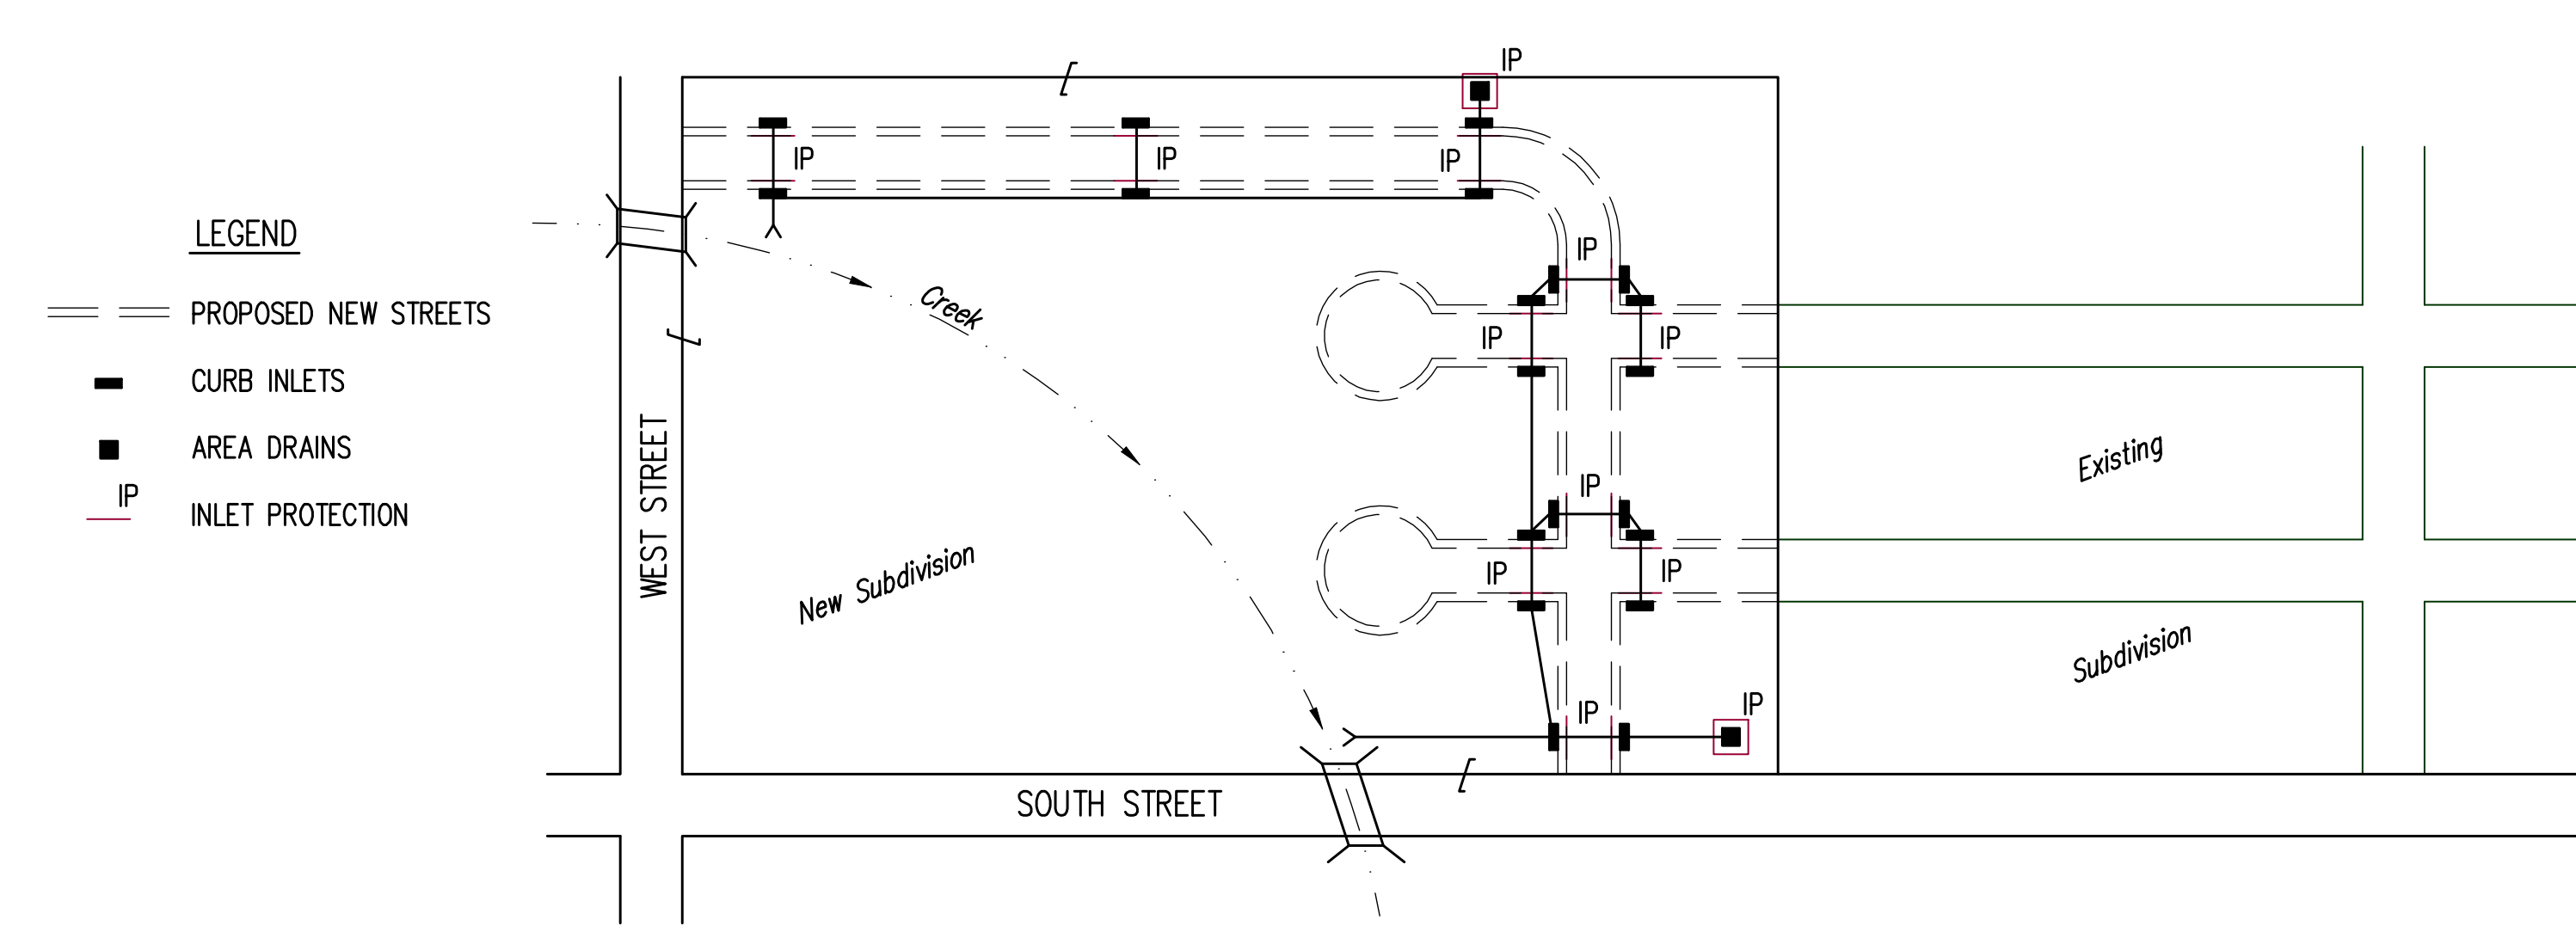 LEGEND
PROPOSED NEW STREETS
CURB INLETS
AREA DRAINS
IP
INLET PROTECTION
WEST STREET
SOUTH STREET
Creek
New Subdivision
Existing
Subdivision
IP
IP
IP
IP
IP
IP
IP
IP
IP
IP
IP
IP